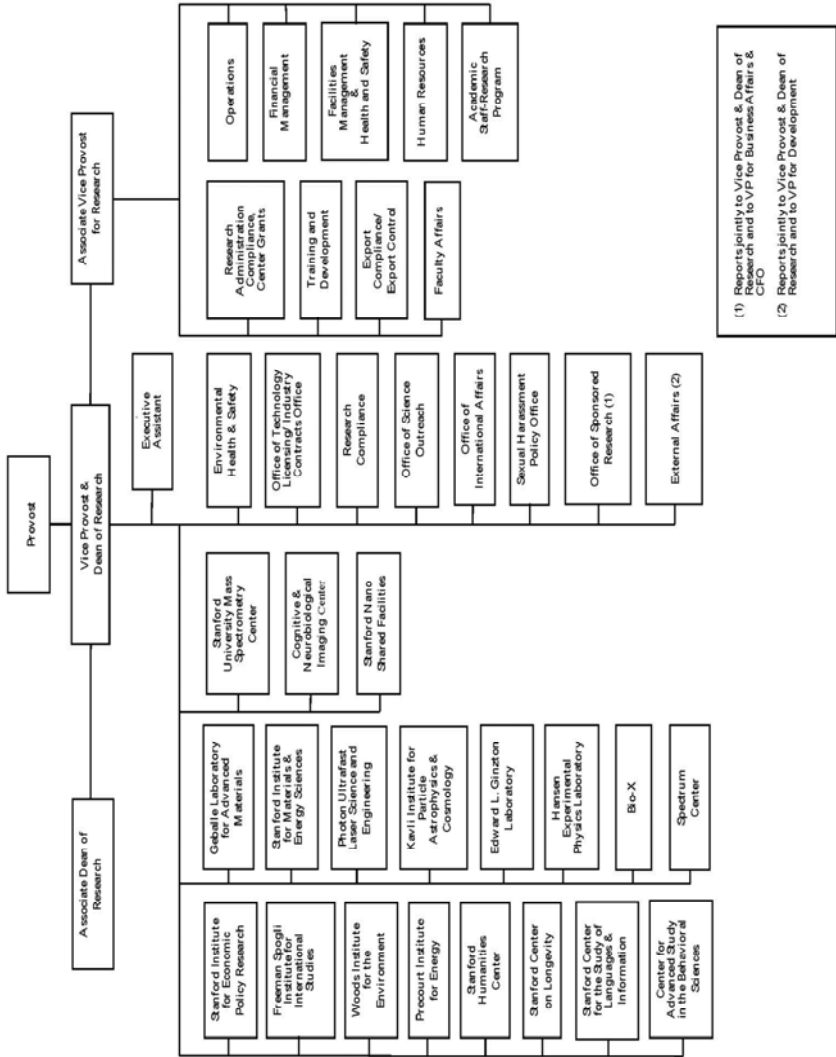 Provost
Vice Provost &
Dean of Research
Associate Dean of
Research
Associate Vice Provost
for Research
Executive
Assistant
Stanford Institute
for Economic
Policy Research
Freeman Spogli
Institute for
International
Studies
Woods Institute
for the
Environment
Precourt Institute
for Energy
Stanford
Humanities
Center
Stanford Center
on Longevity
Stanford Center
for the Study of
Languages &
Information
Center for
Advanced Study
in the Behavioral
Sciences
Geballe Laboratory
for Advanced
Materials
Stanford Institute
for Materials &
Energy Sciences
Photon Ultrafast
Laser Science and
Engineering
Kavli Institute for
Particle
Astrophysics &
Cosmology
Edward L. Ginzton
Laboratory
Hansen
Experimental
Physics Laboratory
Bio-X
Spectrum
Center
Stanford
University Mass
Spectrometry
Center
Cognitive &
Neurobiological
Imaging Center
Stanford Nano
Shared Facilities
Environmental
Health & Safety
Office of Technology
Licensing/ Industry
Contracts Office
Research
Compliance
Office of Science
Outreach
Office of
International Affairs
Sexual Harassment
Policy Office
Office of Sponsored
Research (1)
External Affairs (2)
Research
Administration
Compliance,
Center Grants
Training and
Development
Export
Compliance/
Export Control
Faculty Affairs
Operations
Financial
Management
Facilities
Management
&
Health and Safety
Human Resources
Academic
Staff-Research
Program
(1) Reports jointly to Vice Provost & Dean of
Research and to VP for Business Affairs &
CFO
(2) Reports jointly to Vice Provost & Dean of
Research and to VP for Development